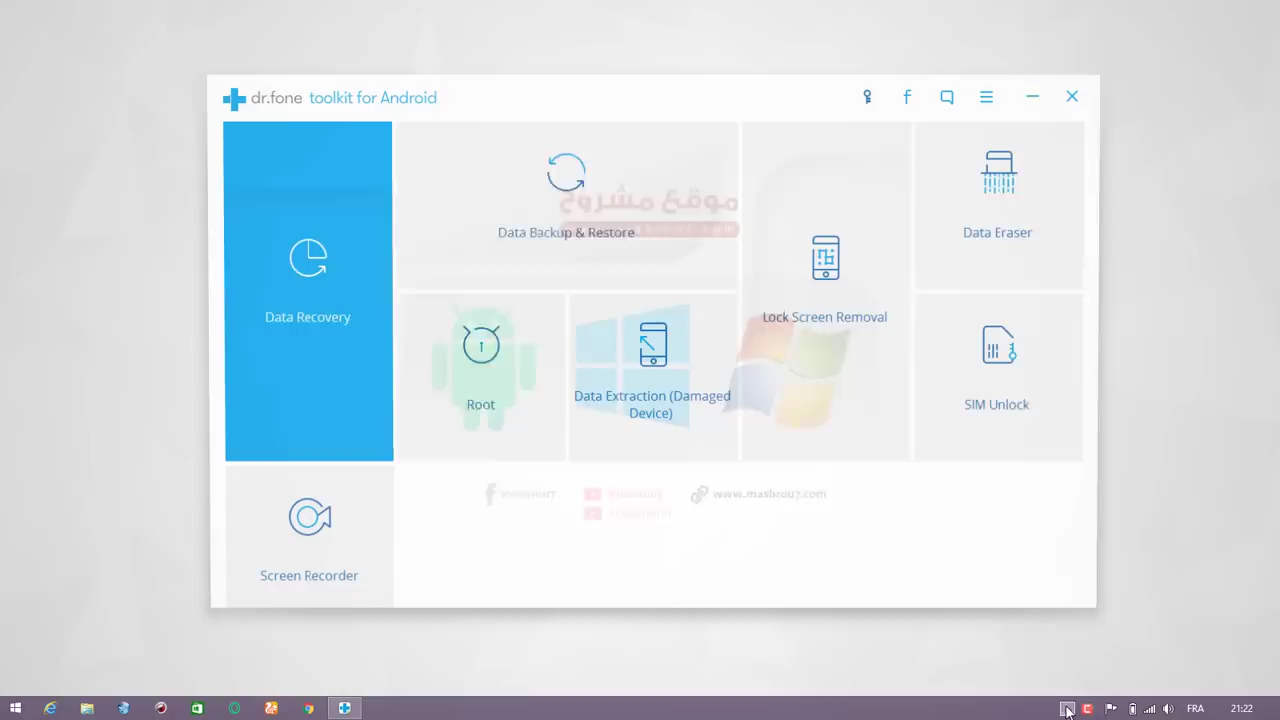 dr.fone toolkit for Android
موقع مشروح
Data Backup & Restore
Data Eraser
Data Recovery
Lock Screen Removal
Root
Data Extraction (Damaged
Device)
SIM Unlock
www.mashrou7.com
Screen Recorder
FRA
21:22